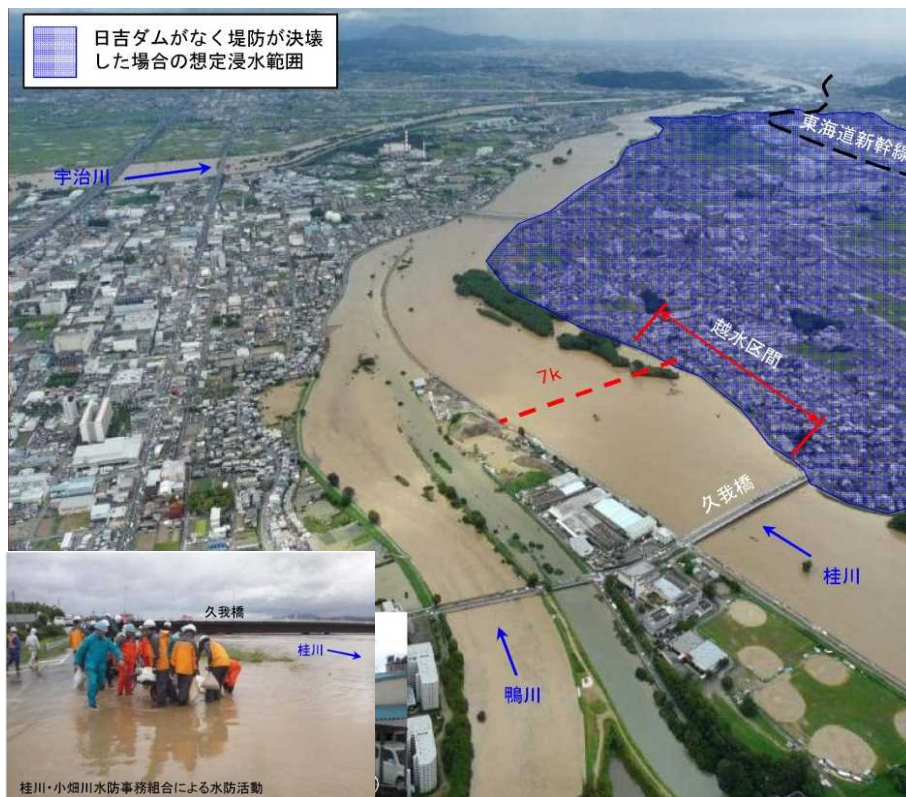 日吉ダムがなく堤防が決壊
した場合の想定浸水範囲
東海道新幹線
宇治川
越水区間
7k
久我橋
桂川
鴨川
久我橋
桂川
桂川・小畑川水防事務組合による水防活動